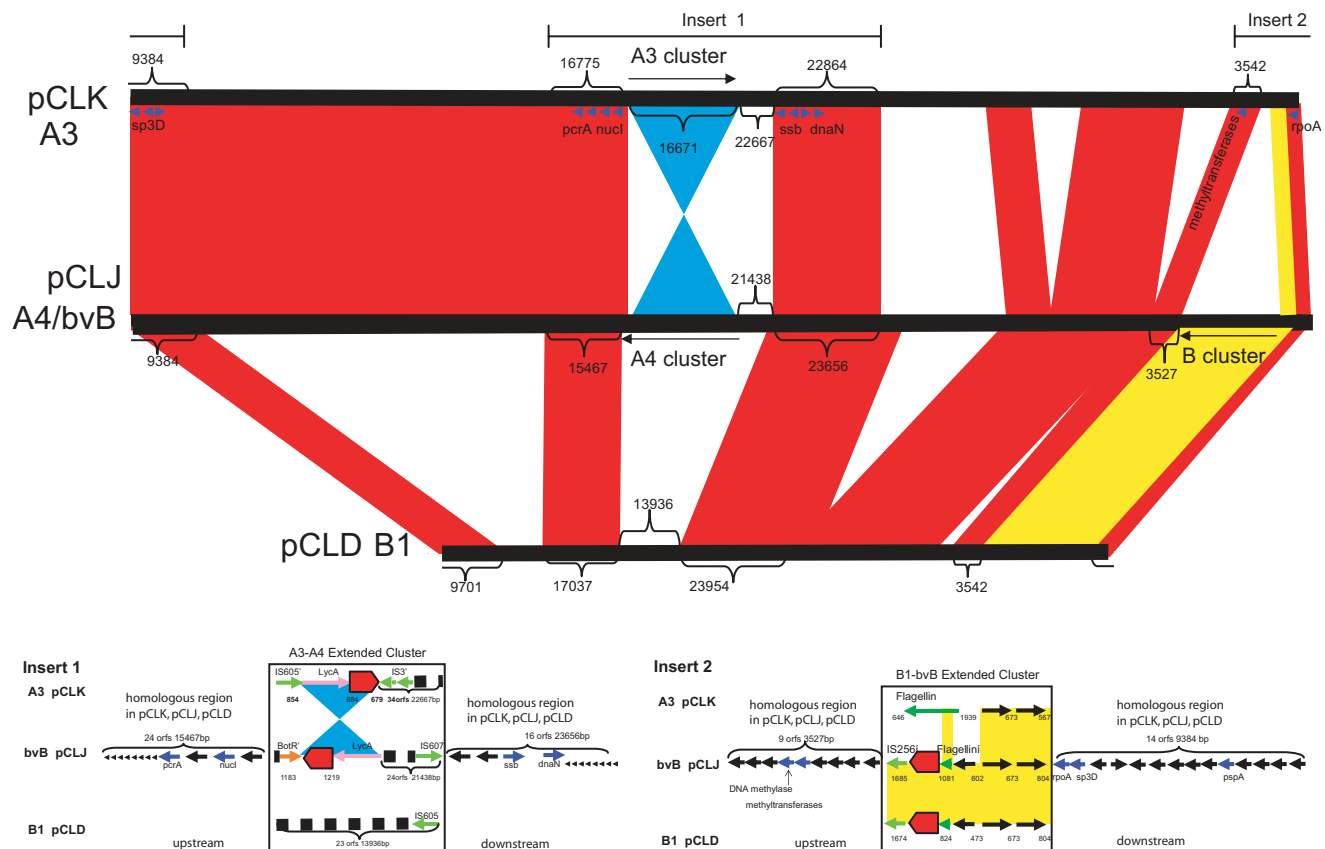 Insert 1
Insert 2
9384
16775
A3 cluster
22864
3542
pCLK
A3
sp3D
pcrA nucI
16671
22667
ssb dnaN
methyltransferases
rpoA
pCLJ
A4/bvB
21438
9384
15467
A4 cluster
23656
3527
B cluster
13936
pCLD B1
9701
17037
23954
3542
Insert 1
A3-A4 Extended Cluster
A3 pCLK
IS605'
LycA
IS3'
854
884
679
34orfs 22667bp
homologous region
in pCLK, pCLJ, pCLD
24 orfs 15467bp
homologous region
in pCLK, pCLJ, pCLD
16 orfs 23656bp
bvB pCLJ
pcrA
nucI
BotR'
LycA
IS607
ssb
dnaN
1183
1219
24orfs 21438bp
IS605
B1 pCLD
23 orfs 13936bp
upstream
downstream
Insert 2
B1-bvB Extended Cluster
A3 pCLK
Flagellin
646
1939
673
567
homologous region
in pCLK, pCLJ, pCLD
9 orfs 3527bp
homologous region
in pCLK, pCLJ, pCLD
14 orfs 9384 bp
bvB pCLJ
IS256i
Flagellini
1685
1081
602
673
804
rpoA
sp3D
pspA
DNA methylase
methyltransferases
B1 pCLD
1674
824
473
673
804
upstream
downstream